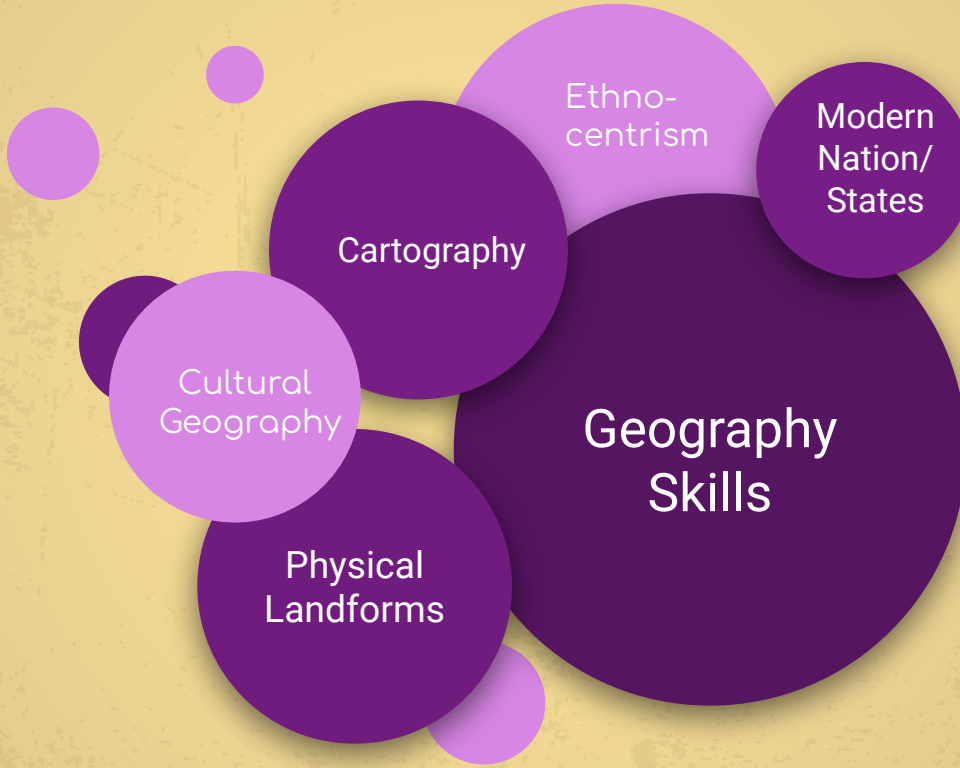 Ethno-
centrism
Modern
Nation/
States
Cartography
Cultural
Geography
Geography
Skills
Physical
Landforms